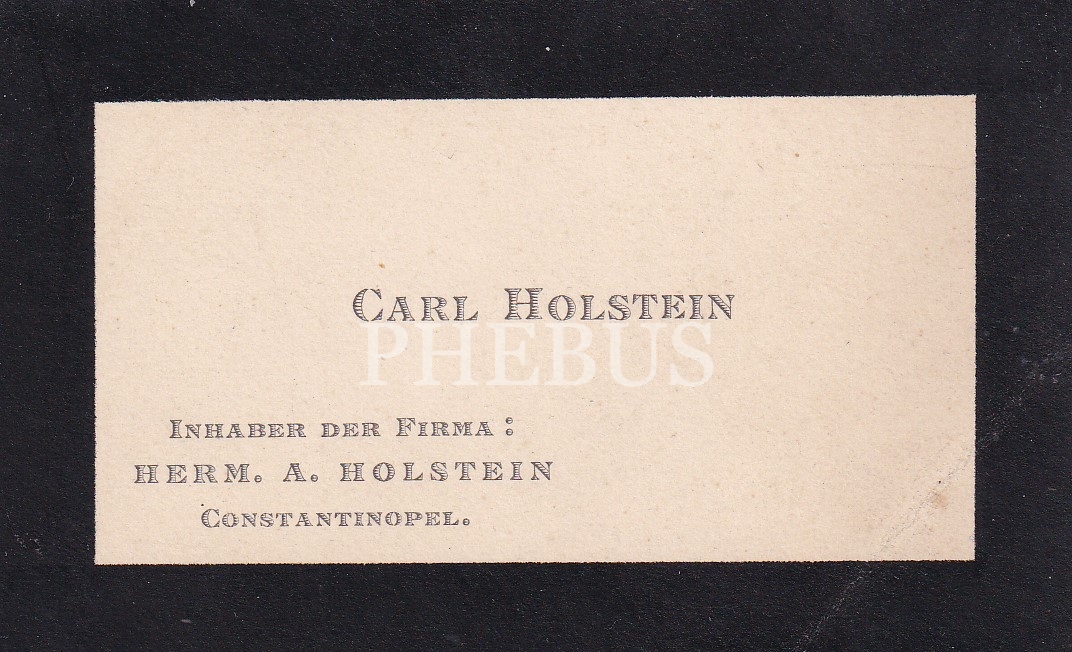 Carl Holstein
PHEBUS
Inhaber der Firma :
HERM. A. HOLSTEIN
Constantinopel.